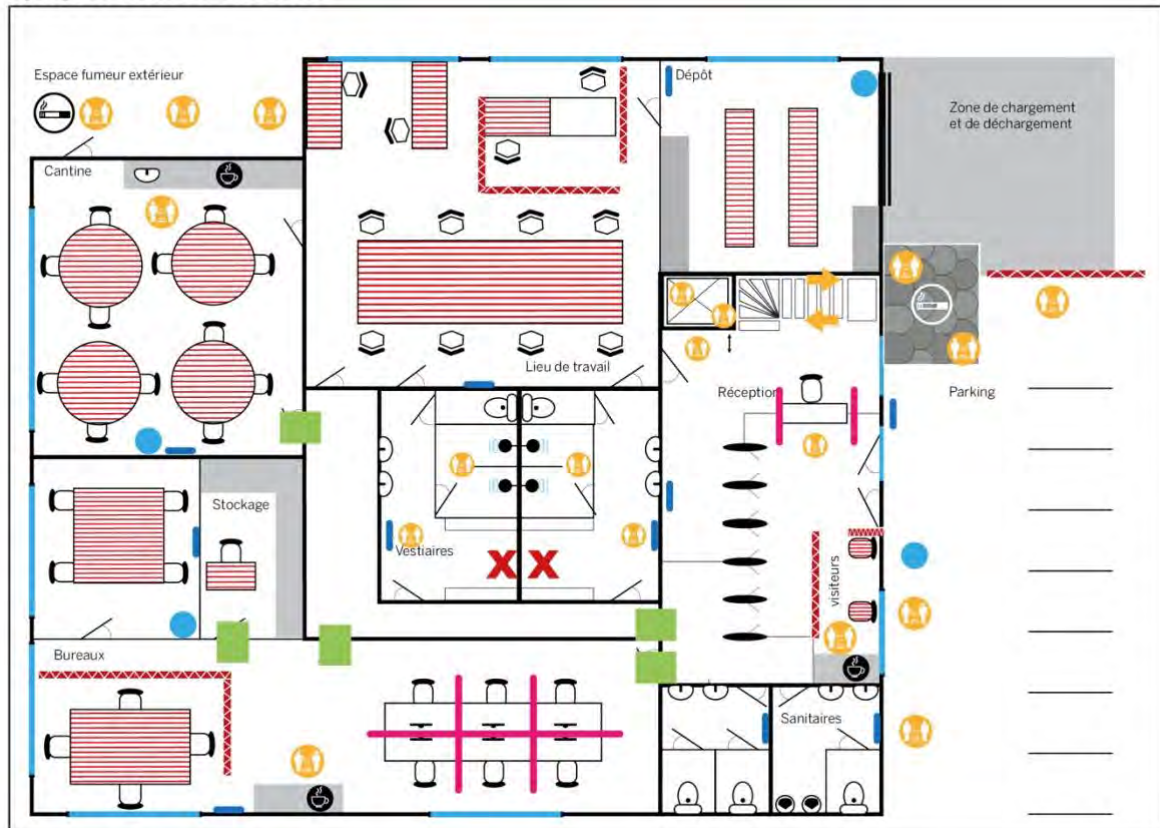 Espace fumeur extérieur
Dépôt
Zone de chargement
et de déchargement
Cantine
Lieu de travail
Réception
Parking
Stockage
Vestiaires
visiteurs
Bureaux
Sanitaires